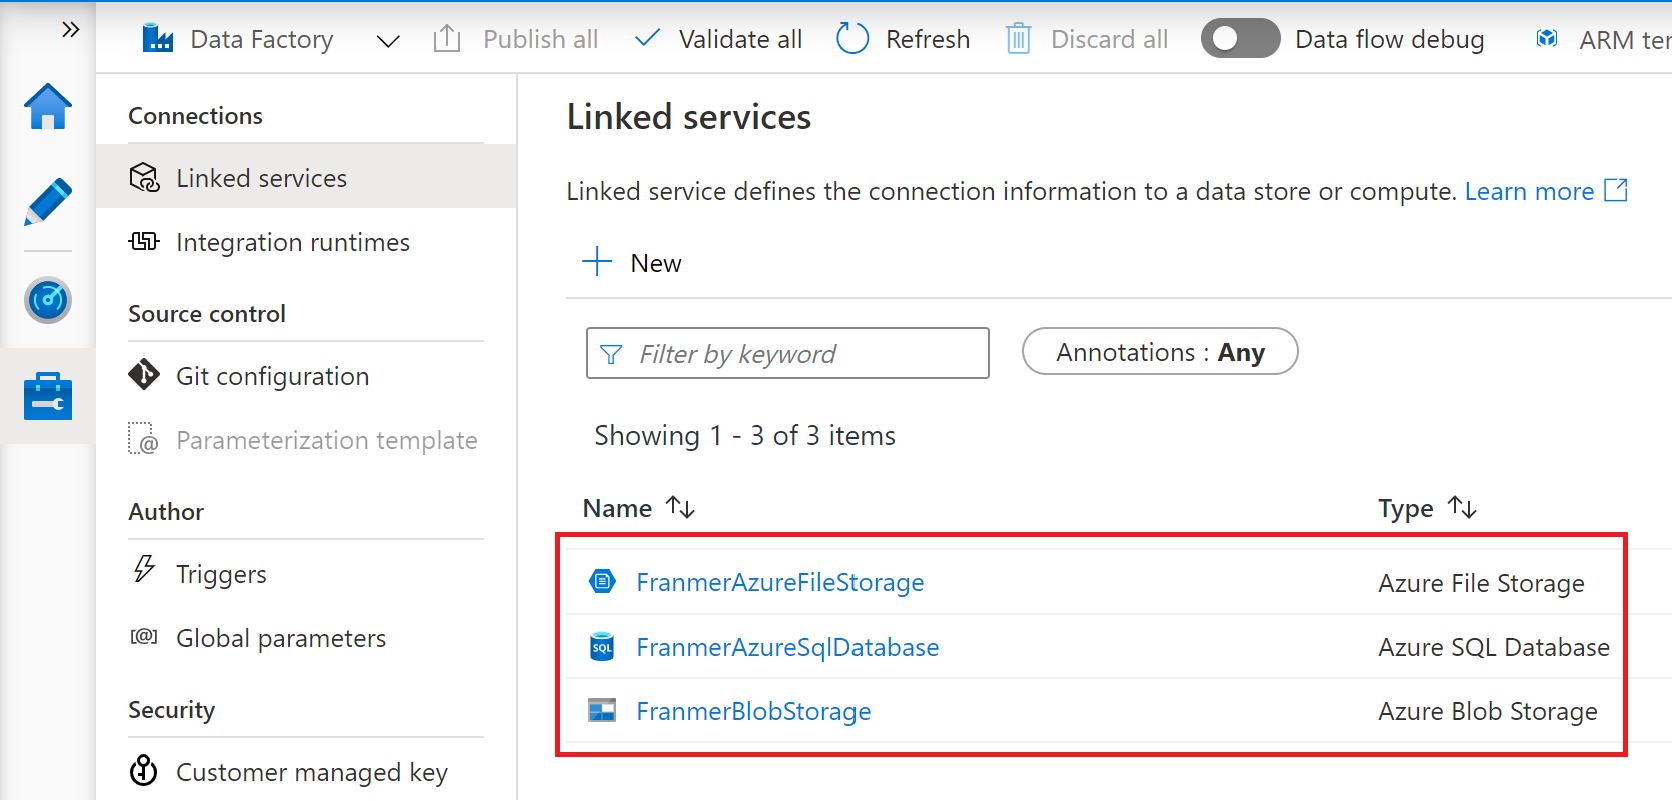 Data Factory Publish all Validate all Refresh Discard all Data flow debug ARM ter
Connections
Linked services
Integration runtimes
Source control
Git configuration
Parameterization template
Author
Triggers
Global parameters
Security
Customer managed key
Linked services
Linked service defines the connection information to a data store or compute. Learn more
New
Filter by keyword Annotations : Any
Showing 1 - 3 of 3 items
Name Type
FranmerAzureFileStorage Azure File Storage
SQL FranmerAzureSqlDatabase Azure SQL Database
FranmerBlobStorage Azure Blob Storage